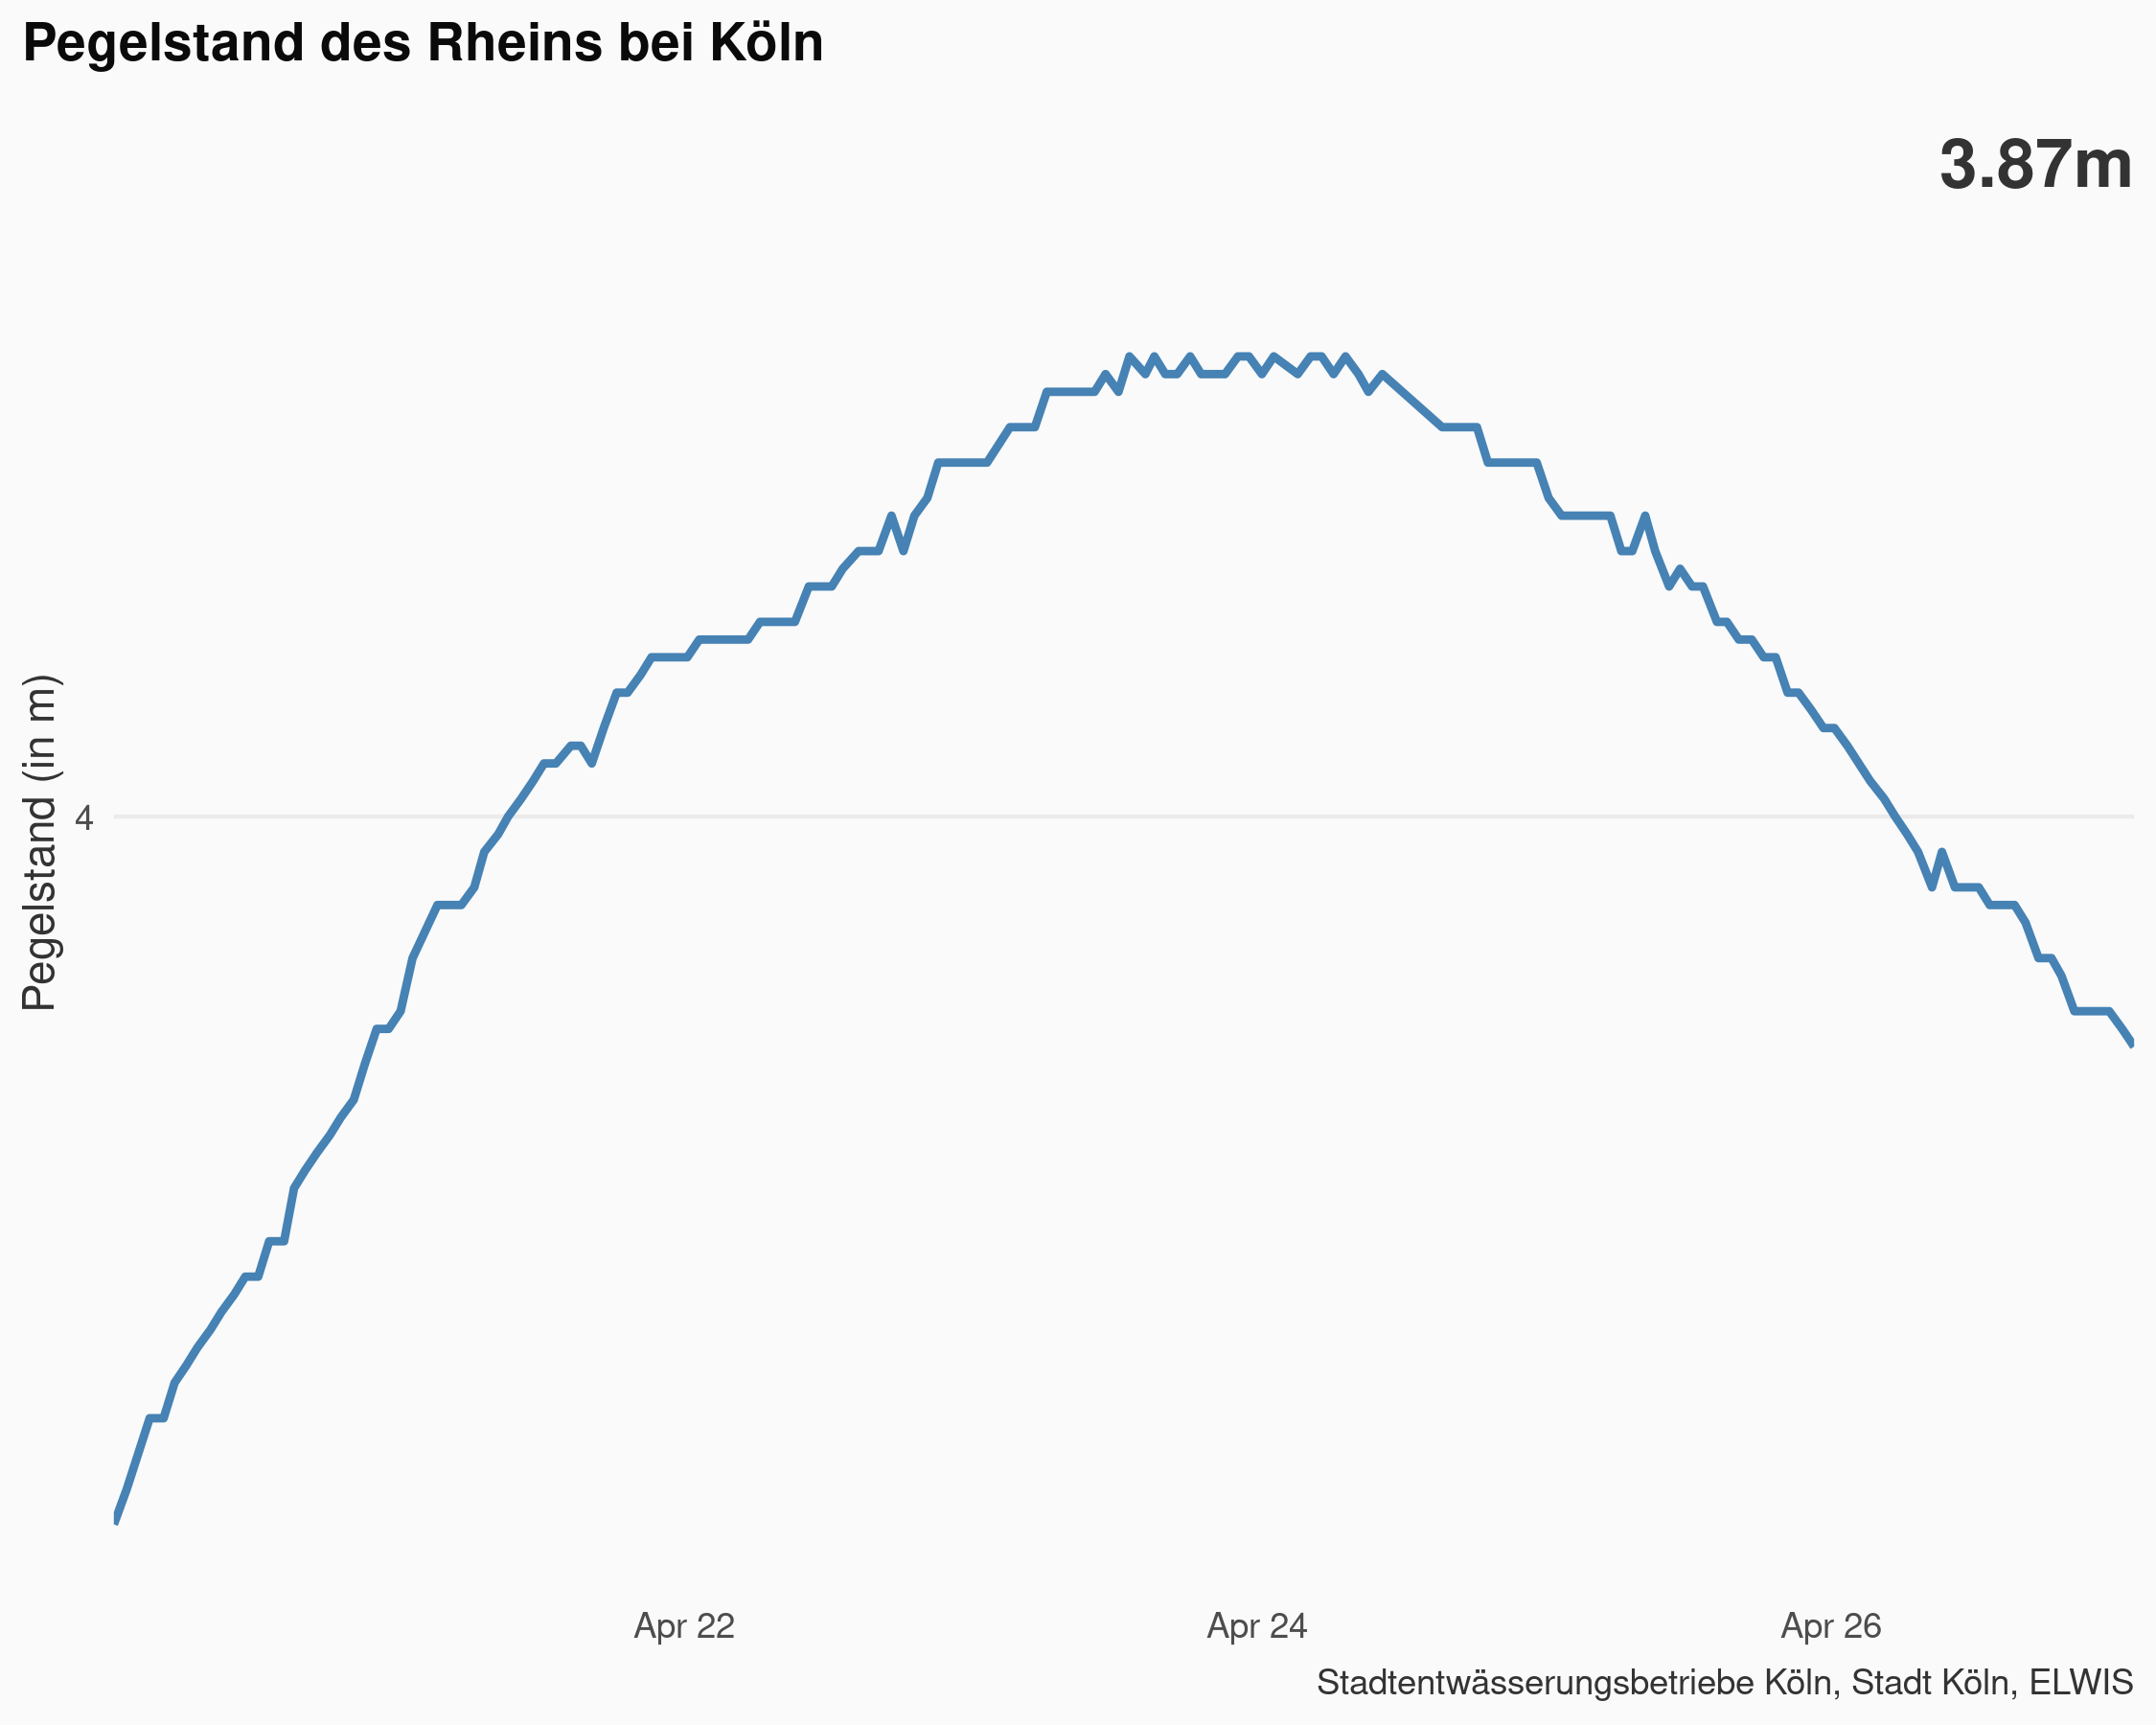 Pegelstand des Rheins bei Köln
3.87m
Pegelstand (in m)
4
Apr 22
Apr 24
Apr 26
Stadtentwässerungsbetriebe Köln, Stadt Köln, ELWIS